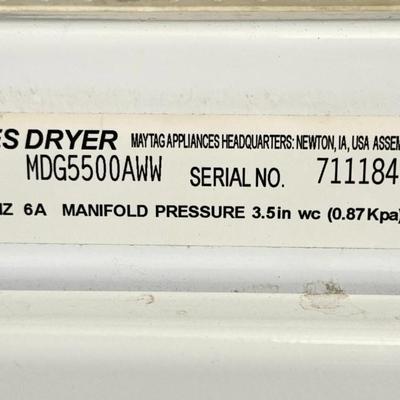 ES DRYER MAYTAG APPLIANCES HEADQUARTERS: NEWTON, IA, USA ASSEM
MDG5500AWW SERIAL NO. 711184
HZ 6A MANIFOLD PRESSURE 3.5in wc (0.87Kpa)